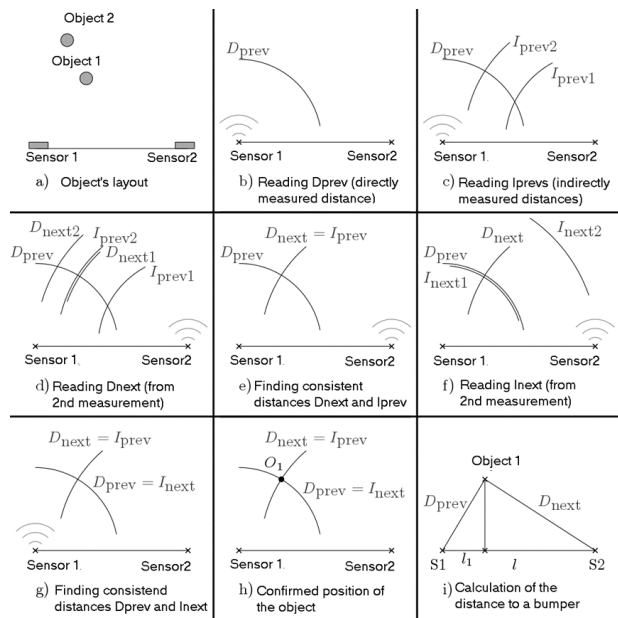 Object 2
Object 1
Sensor 1
Sensor2
a) Object's layout
Dprev
Sensor 1
Sensor2
b) Reading Dprev (directly
measured distance)
Dprev
Iprev2
Iprev1
Sensor 1.
Sensor2
c) Reading Iprevs (indirectly
measured distances)
Dnext2
Iprev2
Dprev
Dnext1
Iprev1
Sensor 1.
Sensor2
d) Reading Dnext (from
2nd measurement)
Dnext = Iprev
Dprev
Sensor 1.
Sensor2
e) Finding consistent
distances Dnext and Iprev
Inext2
Dnext
Dprev
Inext1
Sensor 1.
Sensor2
f) Reading Inext (from
2nd measurement)
Dnext = Iprev
Dprev = Inext
Sensor 1.
Sensor2
g) Finding consistend
distances Dprev and Inext
Dnext = Iprev
O1
Dprev = Inext
Sensor 1.
Sensor2
h) Confirmed position of
the object
Object 1
Dprev
Dnext
S1
l1
l
S2
i) Calculation of the
distance to a bumper